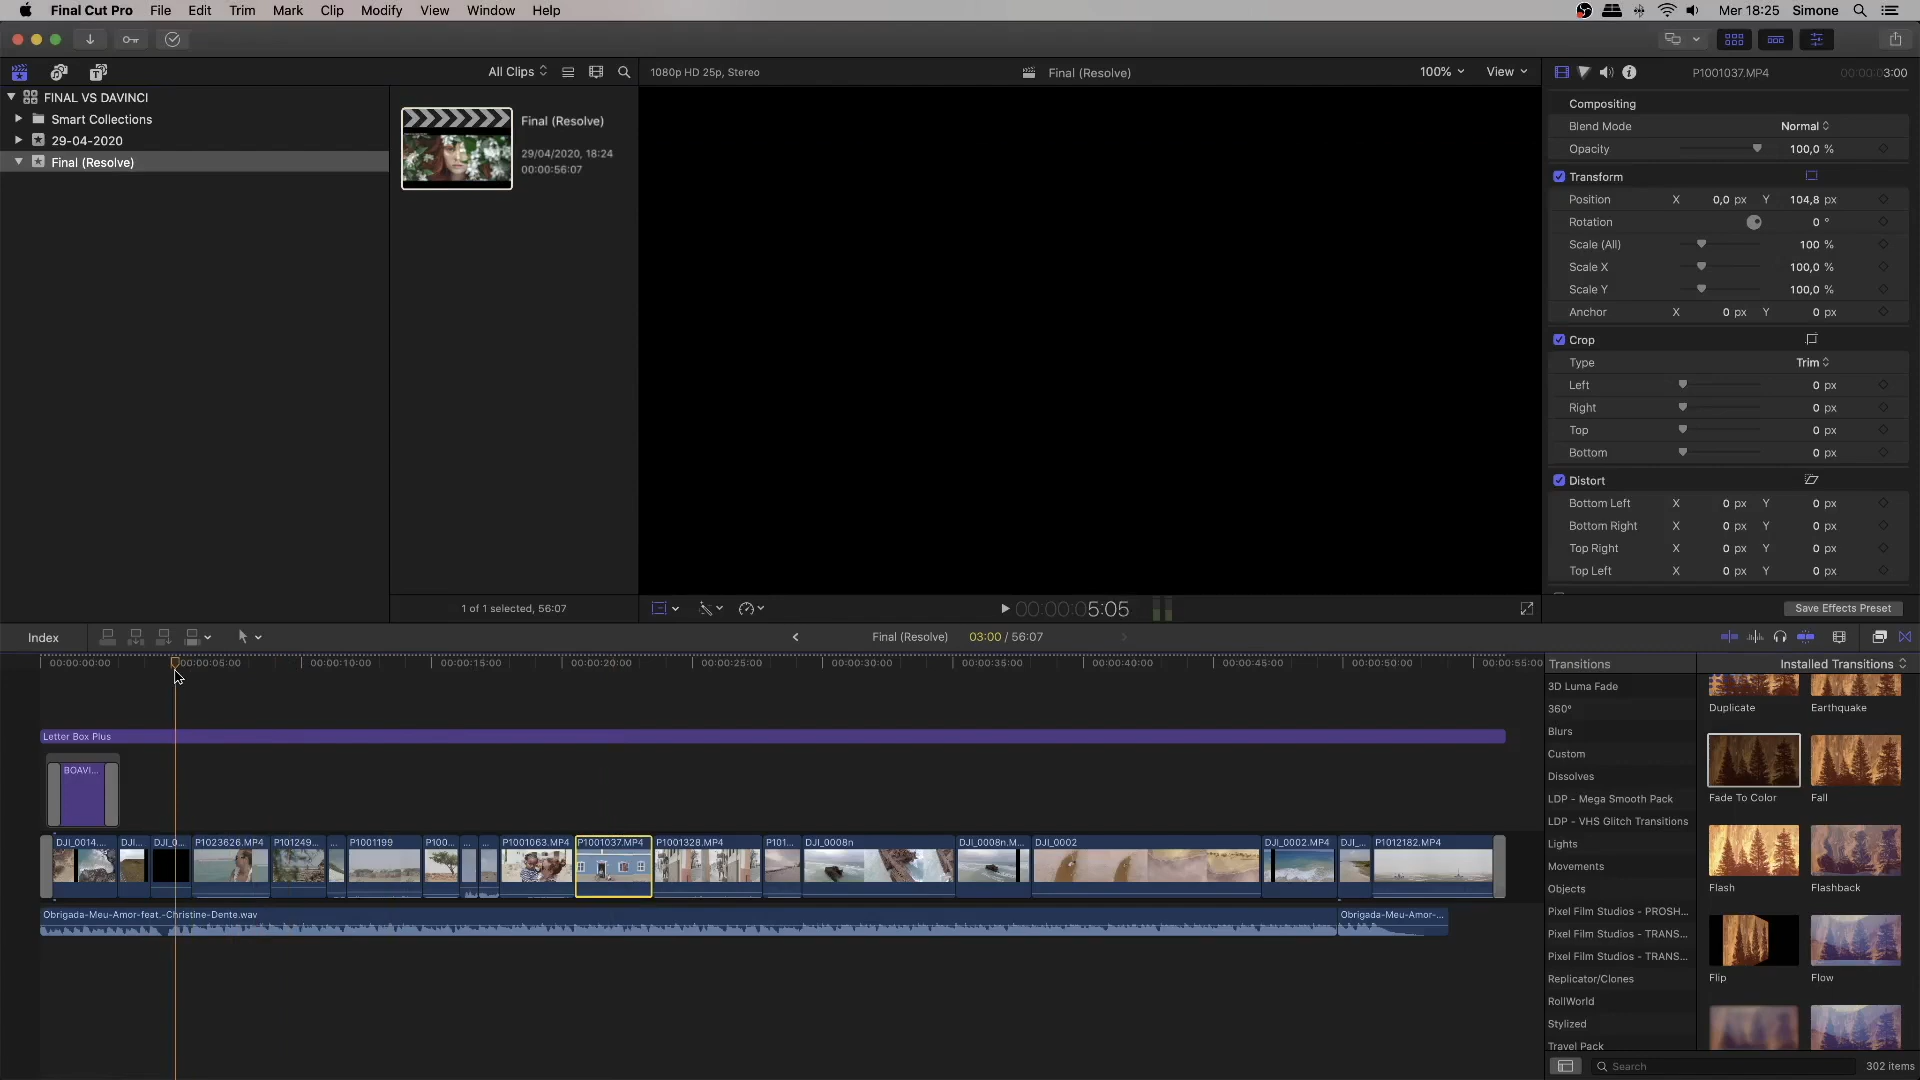 Final Cut Pro File Edit Trim Mark Clip Modify View Window Help Mer 18:25 Simone
All Clips 1080p HD 25p, Stereo Final (Resolve) 100% View P1001037.MP4 00:00:03:00
FINAL VS DAVINCI
Smart Collections
29-04-2020
Final (Resolve)
Final (Resolve)
29/04/2020, 18:24
00:00:56:07
Compositing
Blend Mode Normal
Opacity 100,0 %
Transform
Position X 0,0 px Y 104,8 px
Rotation 0 °
Scale (All) 100 %
Scale X 100,0 %
Scale Y 100,0 %
Anchor X 0 px Y 0 px
Crop
Type Trim
Left 0 px
Right 0 px
Top 0 px
Bottom 0 px
Distort
Bottom Left X 0 px Y 0 px
Bottom Right X 0 px Y 0 px
Top Right X 0 px Y 0 px
Top Left X 0 px Y 0 px
1 of 1 selected, 56:07 00:00:05:05 Save Effects Preset
Index Final (Resolve) 03:00 / 56:07
00:00:00:00 00:00:05:00 00:00:10:00 00:00:15:00 00:00:20:00 00:00:25:00 00:00:30:00 00:00:35:00 00:00:40:00 00:00:45:00 00:00:50:00 00:00:55:00
Letter Box Plus
BOAVI...
DJI_0014.... DJI... DJI_0... P1023626.MP4 P101249... ... P1001199 P100... ... ... P1001063.MP4 P1001037.MP4 P1001328.MP4 P101... DJI_0008n DJI_0008n.M... DJI_0002 DJI_0002.MP4 DJI_... P1012182.MP4
Obrigada-Meu-Amor-feat.-Christine-Dente.wav Obrigada-Meu-Amor-...
Transitions Installed Transitions
3D Luma Fade
360°
Blurs
Custom
Dissolves
LDP - Mega Smooth Pack
LDP - VHS Glitch Transitions
Lights
Movements
Objects
Pixel Film Studios - PROSH...
Pixel Film Studios - TRANS...
Pixel Film Studios - TRANS...
Replicator/Clones
RollWorld
Stylized
Travel Pack
Duplicate Earthquake
Fade To Color Fall
Flash Flashback
Flip Flow
Search 302 items